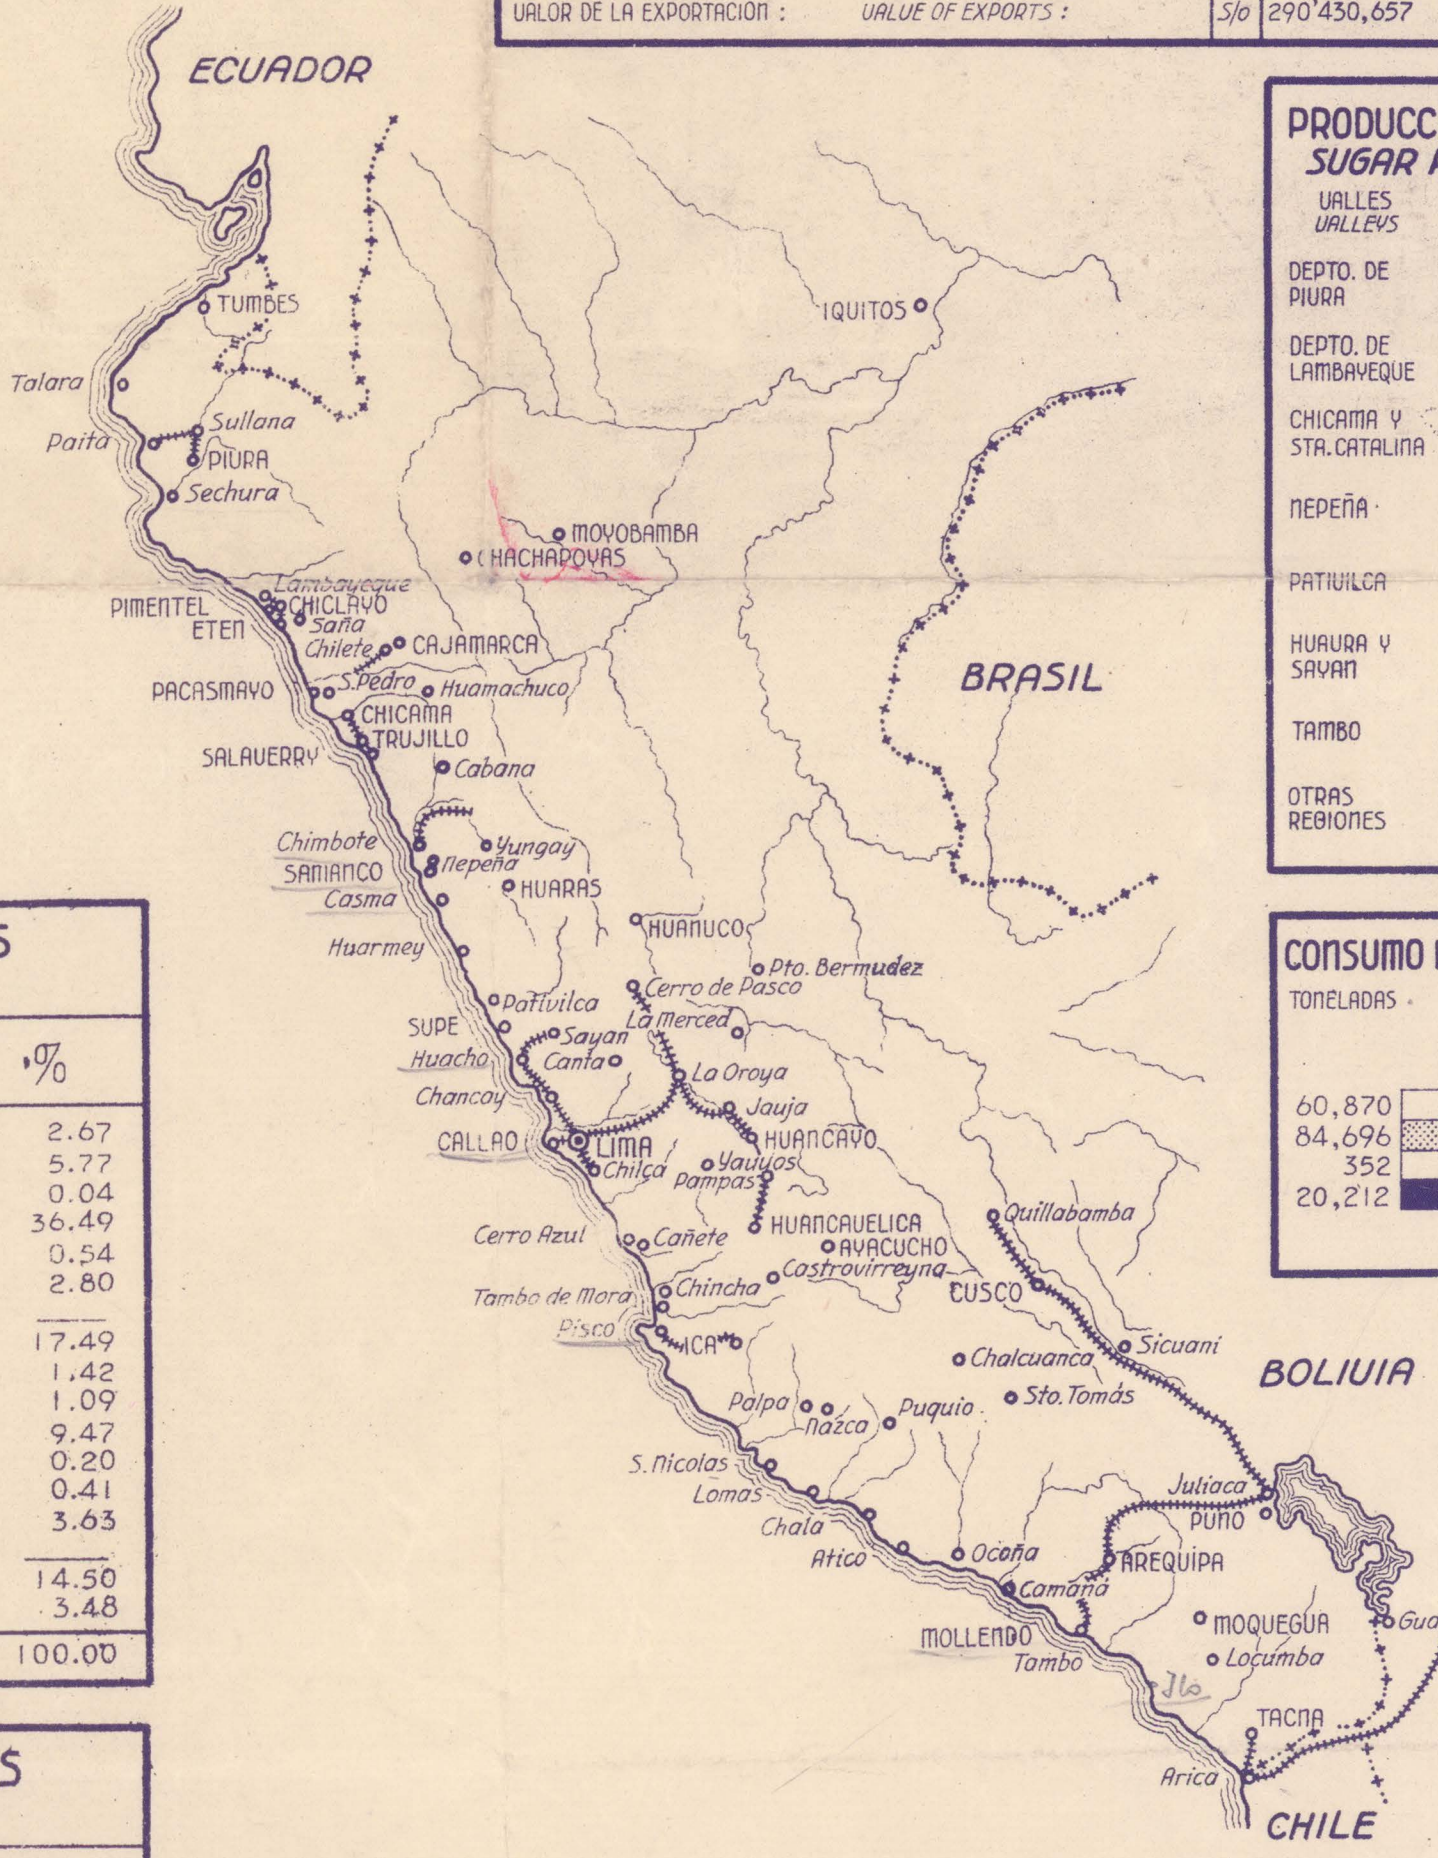 VALOR DE LA EXPORTACION : VALUE OF EXPORTS : S/o 290'430,657
ECUADOR
PRODUCC
SUGAR
VALLES
VALLEYS
DEPTO. DE
PIURA
DEPTO. DE
LAMBAYEQUE
CHICAMA Y
STA. CATALINA
NEPEÑA
PATIVILCA
HUAURA Y
SAYAN
TAMBO
OTRAS
REGIONES
TUMBES
IQUITOS
Talara
Sullana
Paita
PIURA
Sechura
MOYOBAMBA
CHACHAPOYAS
Lambayeque
PIMENTEL
CHICLAYO
ETEN
Saña
Chilete
CAJAMARCA
BRASIL
PACASMAYO
S. Pedro
Huamachuco
CHICAMA
TRUJILLO
SALAVERRY
Cabana
Chimbote
Yungay
Nepeña
SAMANCO
HUARAS
Casma
HUANUCO
Huarmey
Pto. Bermudez
Cerro de Pasco
Pativilca
La Merced
SUPE
Sayan
Huacho
Canta
La Oroya
Chancay
Jauja
CALLAO
LIMA
HUANCAYO
Chilca
Yauyos
Pampas
Quillabamba
HUANCAVELICA
Cerro Azul
Cañete
AYACUCHO
Castrovirreyna
CUSCO
Chincha
Tambo de Mora
Pisco
ICA
Sicuani
Chalcuanca
BOLIVIA
Sto. Tomás
Palpa
Nazca
Puquio
S. Nicolas
Lomas
Juliaca
PUNO
Chala
Atico
Ocoña
AREQUIPA
Camaná
MOLLENDO
MOQUEGUA
Gua
Tambo
Locumba
Ilo
TACNA
Arica
CHILE
CONSUMO
TONELADAS
60,870
84,696
352
20,212
S
%
2.67
5.77
0.04
36.49
0.54
2.80
17.49
1.42
1.09
9.47
0.20
0.41
3.63
14.50
3.48
100.00
S